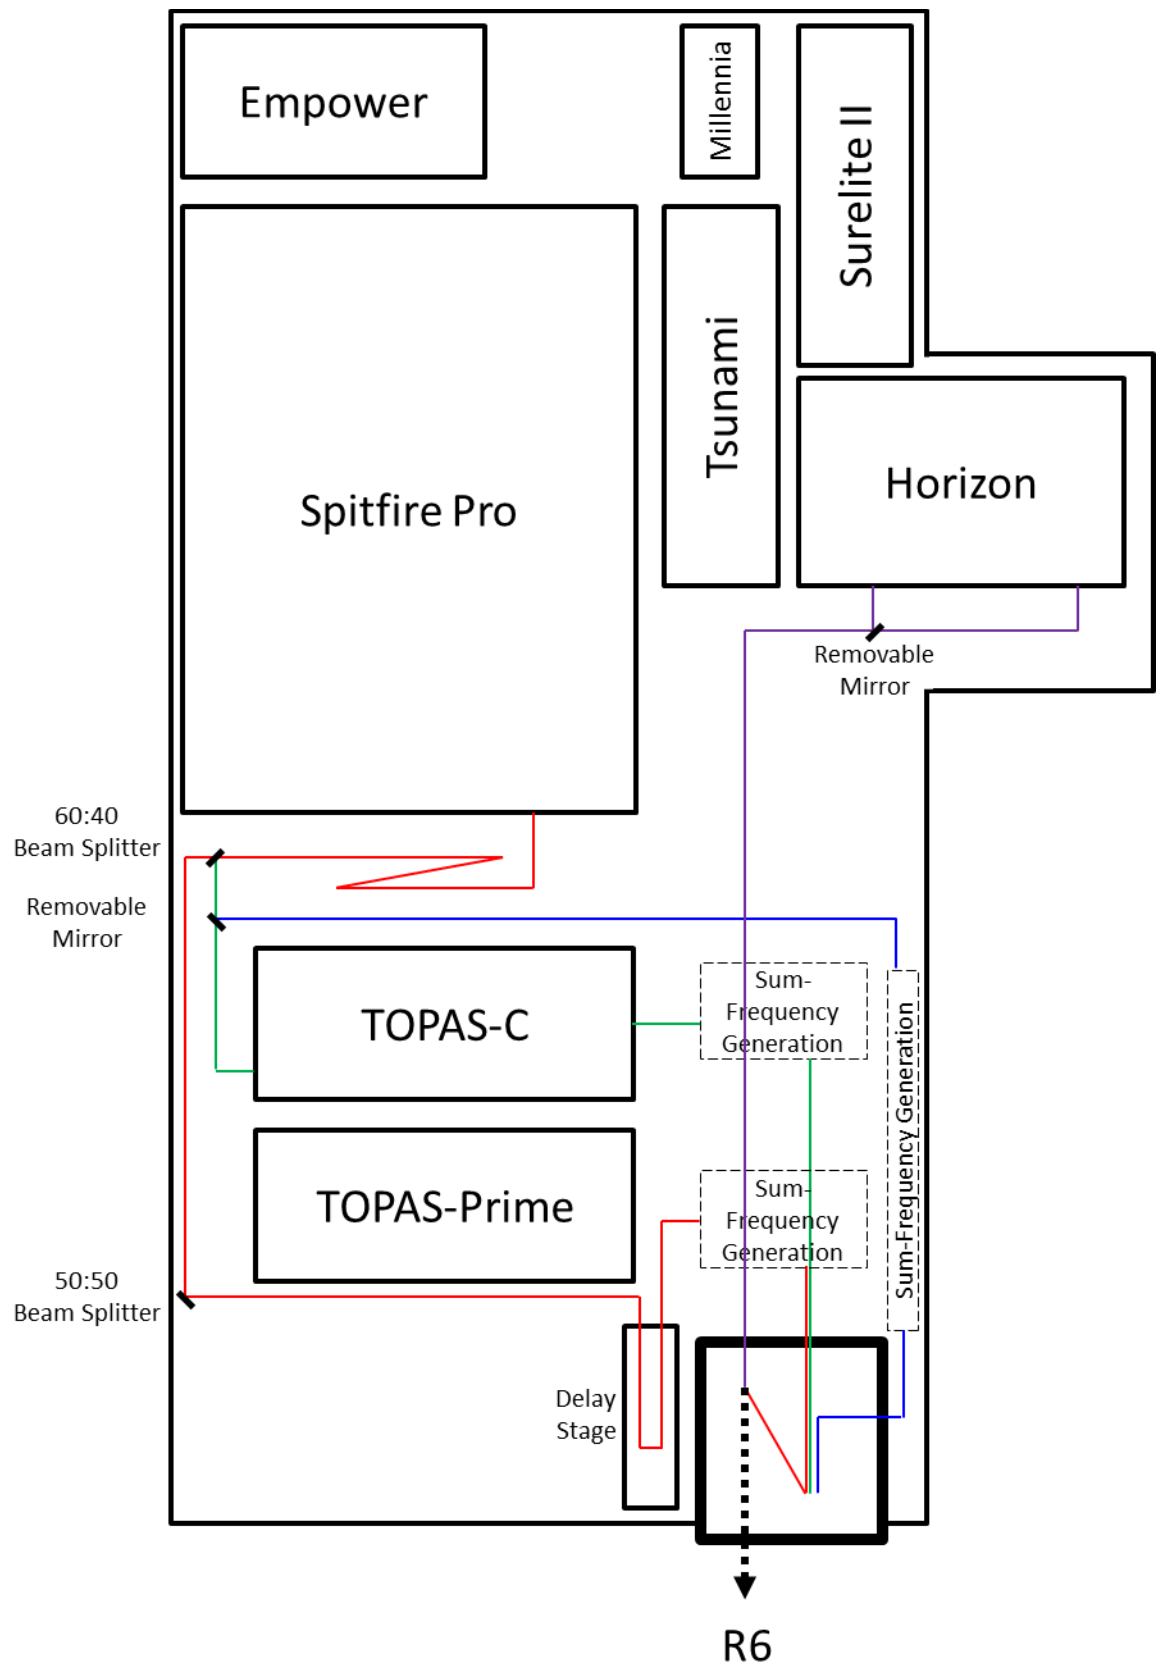 Empower
Millennia
Surelite II
Spitfire Pro
Tsunami
Horizon
Removable
Mirror
60:40
Beam Splitter
Removable
Mirror
TOPAS-C
Sum-
Frequency
Generation
Sum-Frequency Generation
TOPAS-Prime
Sum-
Frequency
Generation
50:50
Beam Splitter
Delay
Stage
R6